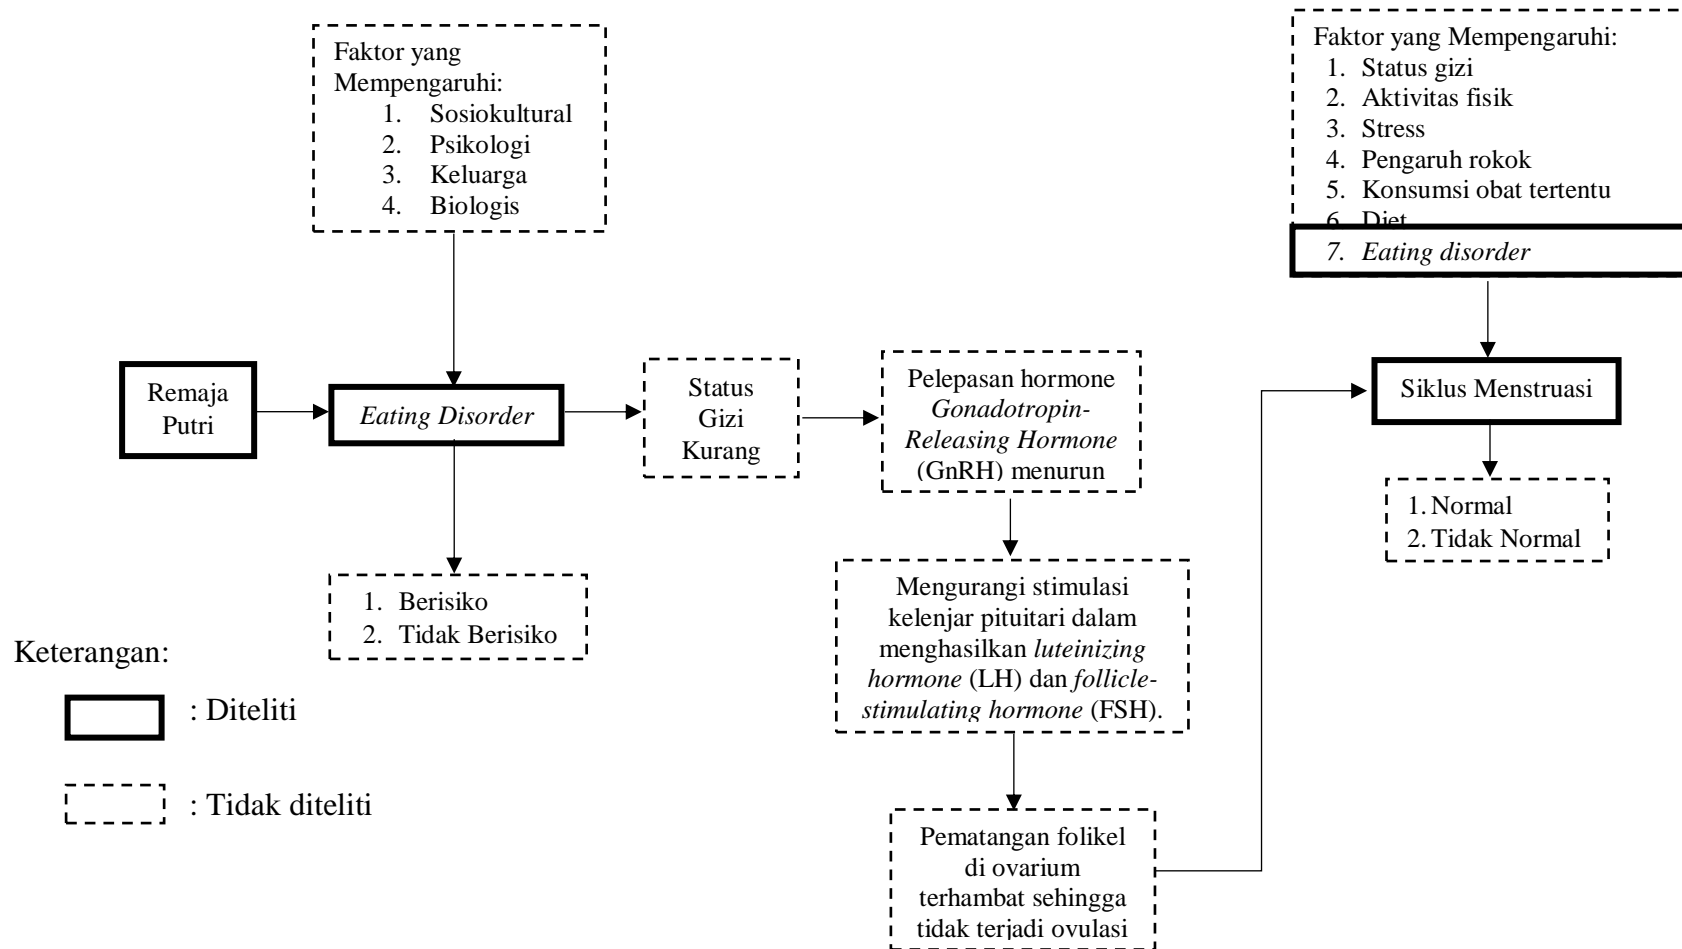 Faktor yang
Mempengaruhi:
1. Sosiokultural
2. Psikologi
3. Keluarga
4. Biologis
Faktor yang Mempengaruhi:
1. Status gizi
2. Aktivitas fisik
3. Stress
4. Pengaruh rokok
5. Konsumsi obat tertentu
6. Diet
7. Eating disorder
Remaja
Putri
Eating Disorder
Status
Gizi
Kurang
Pelepasan hormone
Gonadotropin-
Releasing Hormone
(GnRH) menurun
Siklus Menstruasi
1. Normal
2. Tidak Normal
1. Berisiko
2. Tidak Berisiko
Mengurangi stimulasi
kelenjar pituitari dalam
menghasilkan luteinizing
hormone (LH) dan follicle-
stimulating hormone (FSH).
Pematangan folikel
di ovarium
terhambat sehingga
tidak terjadi ovulasi
Keterangan:
: Diteliti
: Tidak diteliti